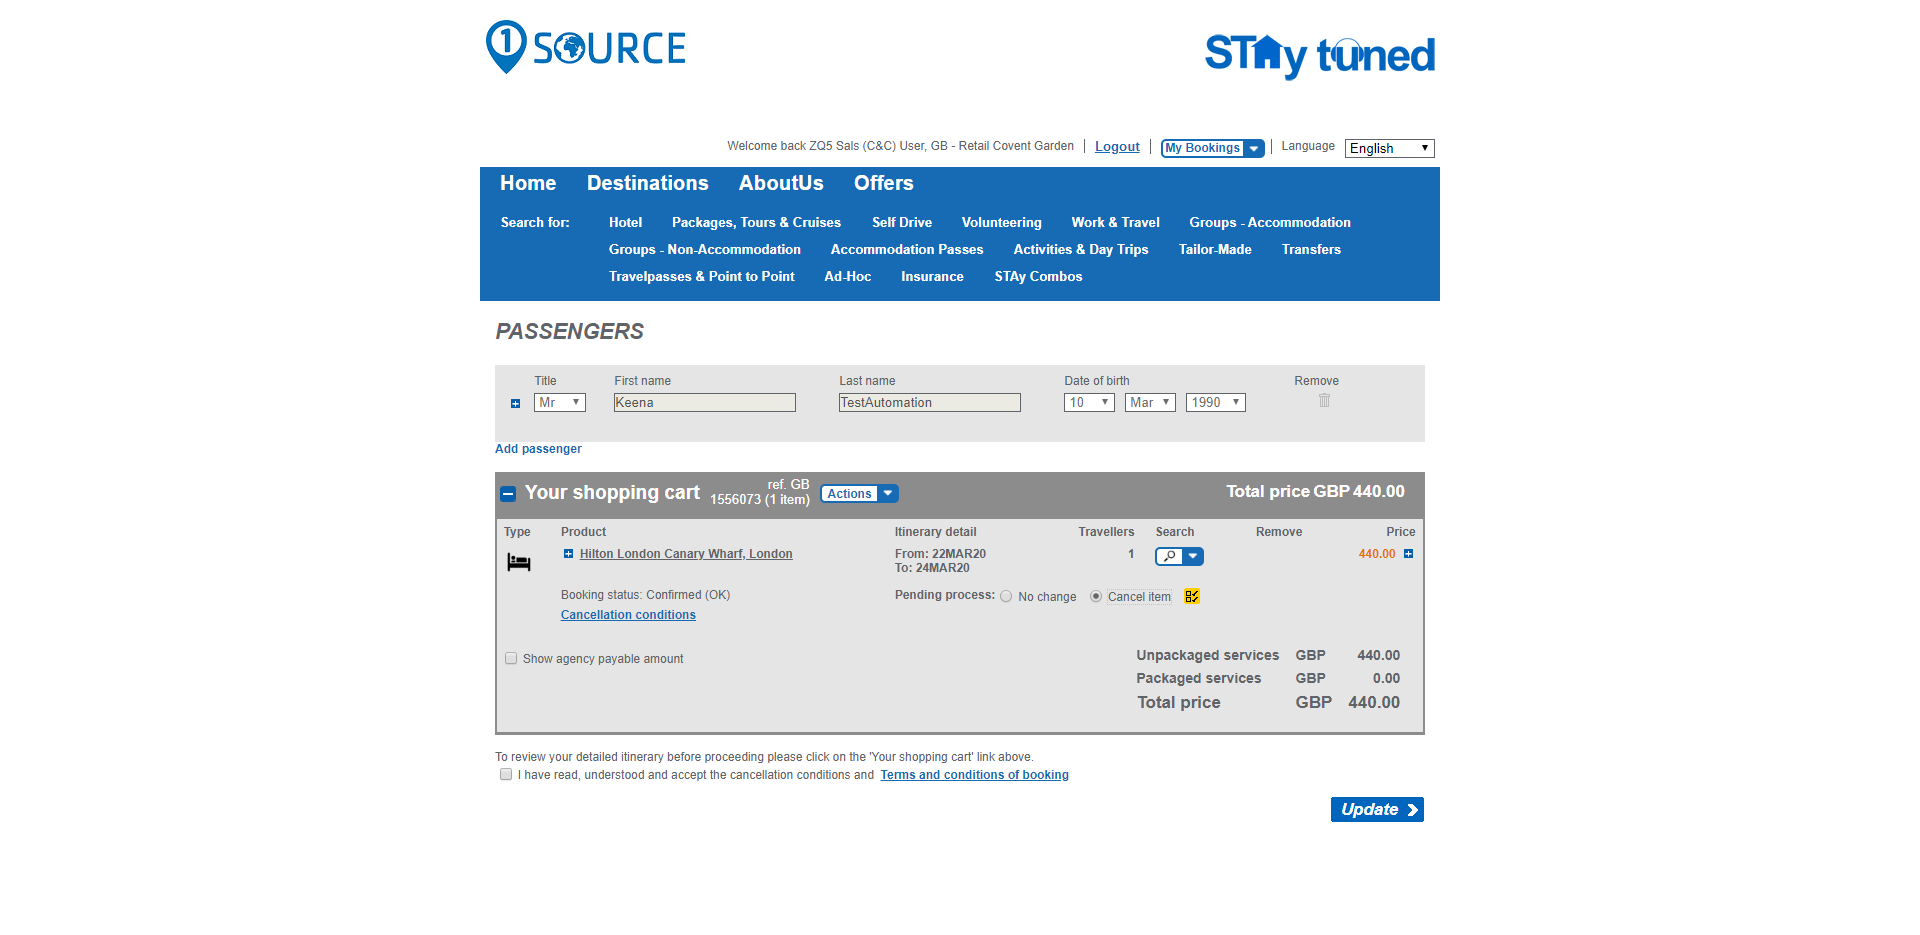 1 SOURCE
STAy tuned
Welcome back ZQ5 Sals (C&C) User, GB - Retail Covent Garden Logout My Bookings Language English
Home Destinations AboutUs Offers
Search for: Hotel Packages, Tours & Cruises Self Drive Volunteering Work & Travel Groups - Accommodation
Groups - Non-Accommodation Accommodation Passes Activities & Day Trips Tailor-Made Transfers
Travelpasses & Point to Point Ad-Hoc Insurance STAy Combos
PASSENGERS
Title First name Last name Date of birth Remove
Mr Keena TestAutomation 10 Mar 1990
Add passenger
Your shopping cart ref. GB 1556073 (1 item) Actions Total price GBP 440.00
Type Product Itinerary detail Travellers Search Remove Price
Hilton London Canary Wharf, London From: 22MAR20 1 440.00
To: 24MAR20
Booking status: Confirmed (OK) Pending process: No change Cancel item
Cancellation conditions
Show agency payable amount Unpackaged services GBP 440.00
Packaged services GBP 0.00
Total price GBP 440.00
To review your detailed itinerary before proceeding please click on the 'Your shopping cart' link above.
I have read, understood and accept the cancellation conditions and Terms and conditions of booking
Update